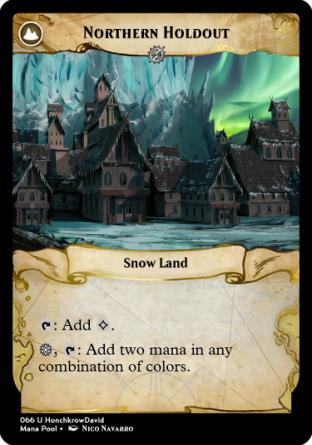 Northern Holdout
Snow Land
: Add .
, : Add two mana in any
combination of colors.
066 U HonchkrowDavid
Mana Pool • Nico Navarro